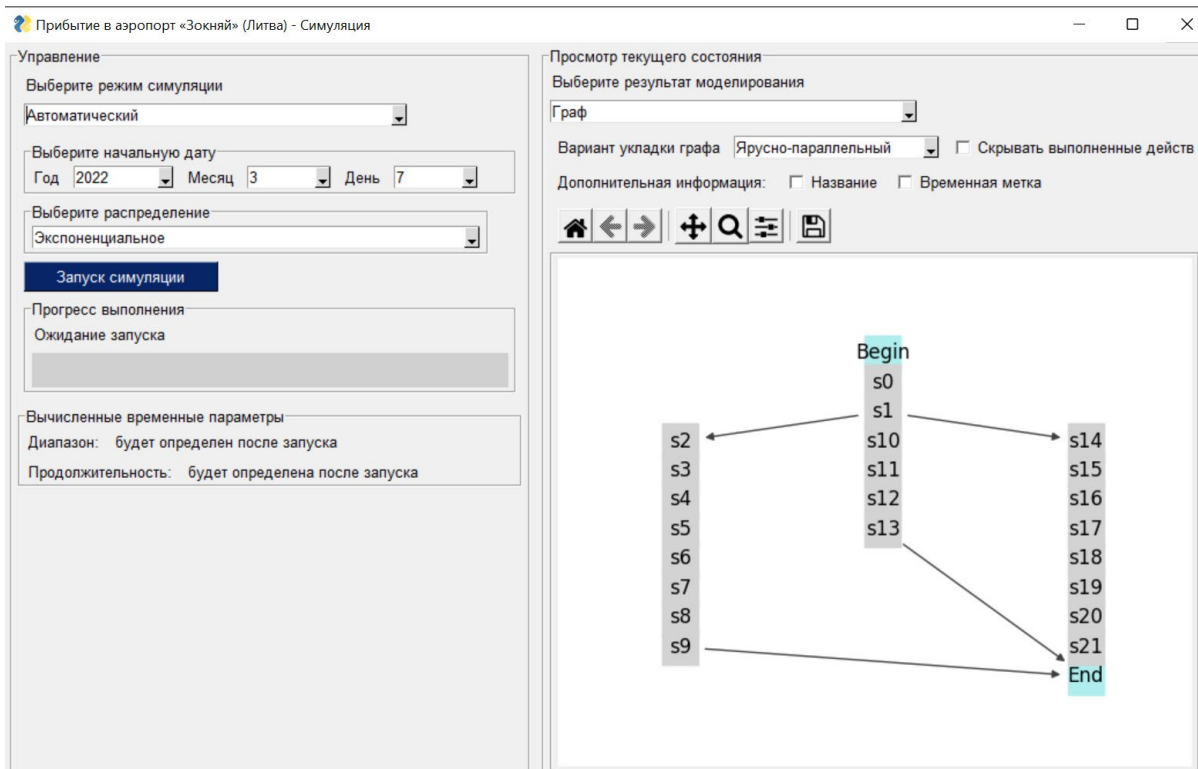 Прибытие в аэропорт «Зокняй» (Литва) - Симуляция
Управление
Выберите режим симуляции
Автоматический
Выберите начальную дату
Год 2022 Месяц 3 День 7
Выберите распределение
Экспоненциальное
Запуск симуляции
Прогресс выполнения
Ожидание запуска
Вычисленные временные параметры
Диапазон: будет определен после запуска
Продолжительность: будет определена после запуска
Просмотр текущего состояния
Выберите результат моделирования
Граф
Вариант укладки графа Ярусно-параллельный Скрывать выполненные действ
Дополнительная информация: Название Временная метка
Begin
s0
s1
s2 s10 s14
s3 s11 s15
s4 s12 s16
s5 s13 s17
s6 s18
s7 s19
s8 s20
s9 s21
End